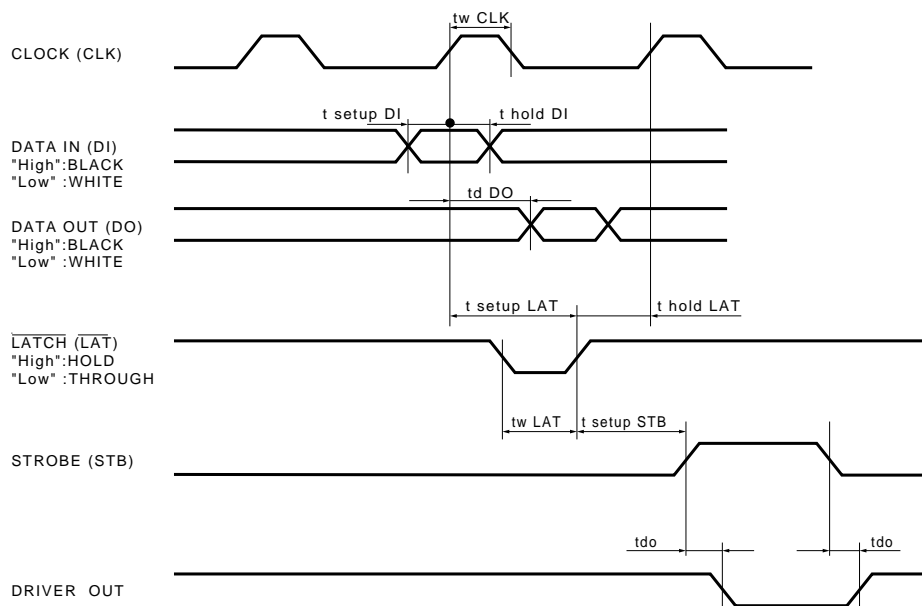 tw CLK
CLOCK (CLK)
t setup DI
t hold DI
DATA IN (DI)
"High":BLACK
"Low" :WHITE
td DO
DATA OUT (DO)
"High":BLACK
"Low" :WHITE
t setup LAT
t hold LAT
LATCH (LAT)
"High":HOLD
"Low" :THROUGH
tw LAT
t setup STB
STROBE (STB)
tdo
tdo
DRIVER OUT